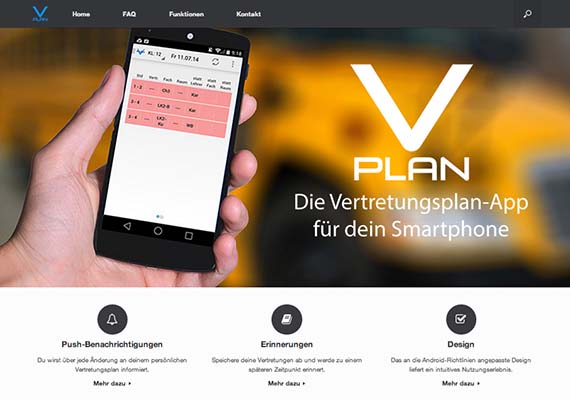 V
PLAN
Home FAQ Funktionen Kontakt
9:18
KL. 12 Fr 11.07.14
Std Vertr. Fach Raum statt Lehrer statt Fach statt Raum
1 - 2 --- Ch3 --- Kar
3 - 4 --- LK2-B --- Kar
3 - 4 --- LK2-Ku --- WB
V
PLAN
Die Vertretungsplan-App
für dein Smartphone
Push-Benachrichtigungen
Du wirst über jede Änderung an deinem persönlichen
Vertretungsplan informiert.
Mehr dazu
Erinnerungen
Speichere deine Vertretungen ab und werde zu einem
späteren Zeitpunkt erinnert.
Mehr dazu
Design
Das an die Android-Richtlinien angepasste Design
liefert ein intuitives Nutzungserlebnis.
Mehr dazu